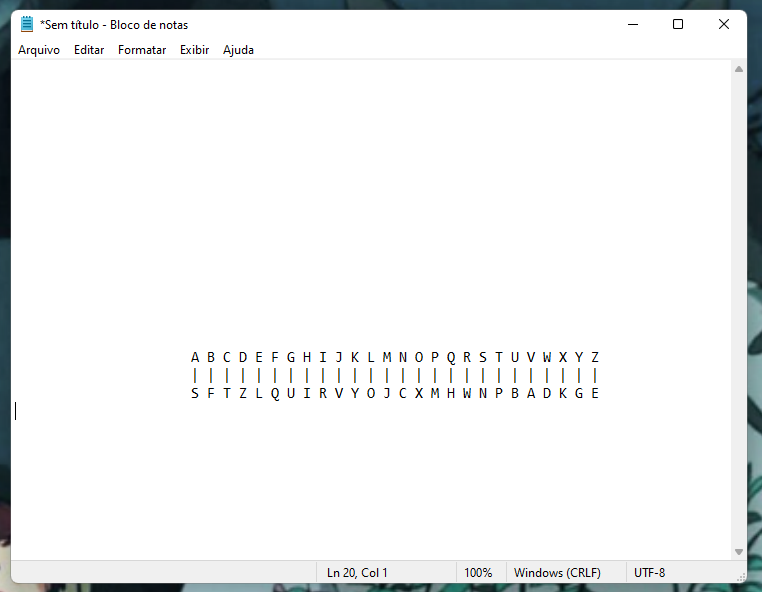 *Sem título - Bloco de notas
Arquivo Editar Formatar Exibir Ajuda
A B C D E F G H I J K L M N O P Q R S T U V W X Y Z
| | | | | | | | | | | | | | | | | | | | | | | | | |
S F T Z L Q U I R V Y O J C X M H W N P B A D K G E
Ln 20, Col 1 100% Windows (CRLF) UTF-8